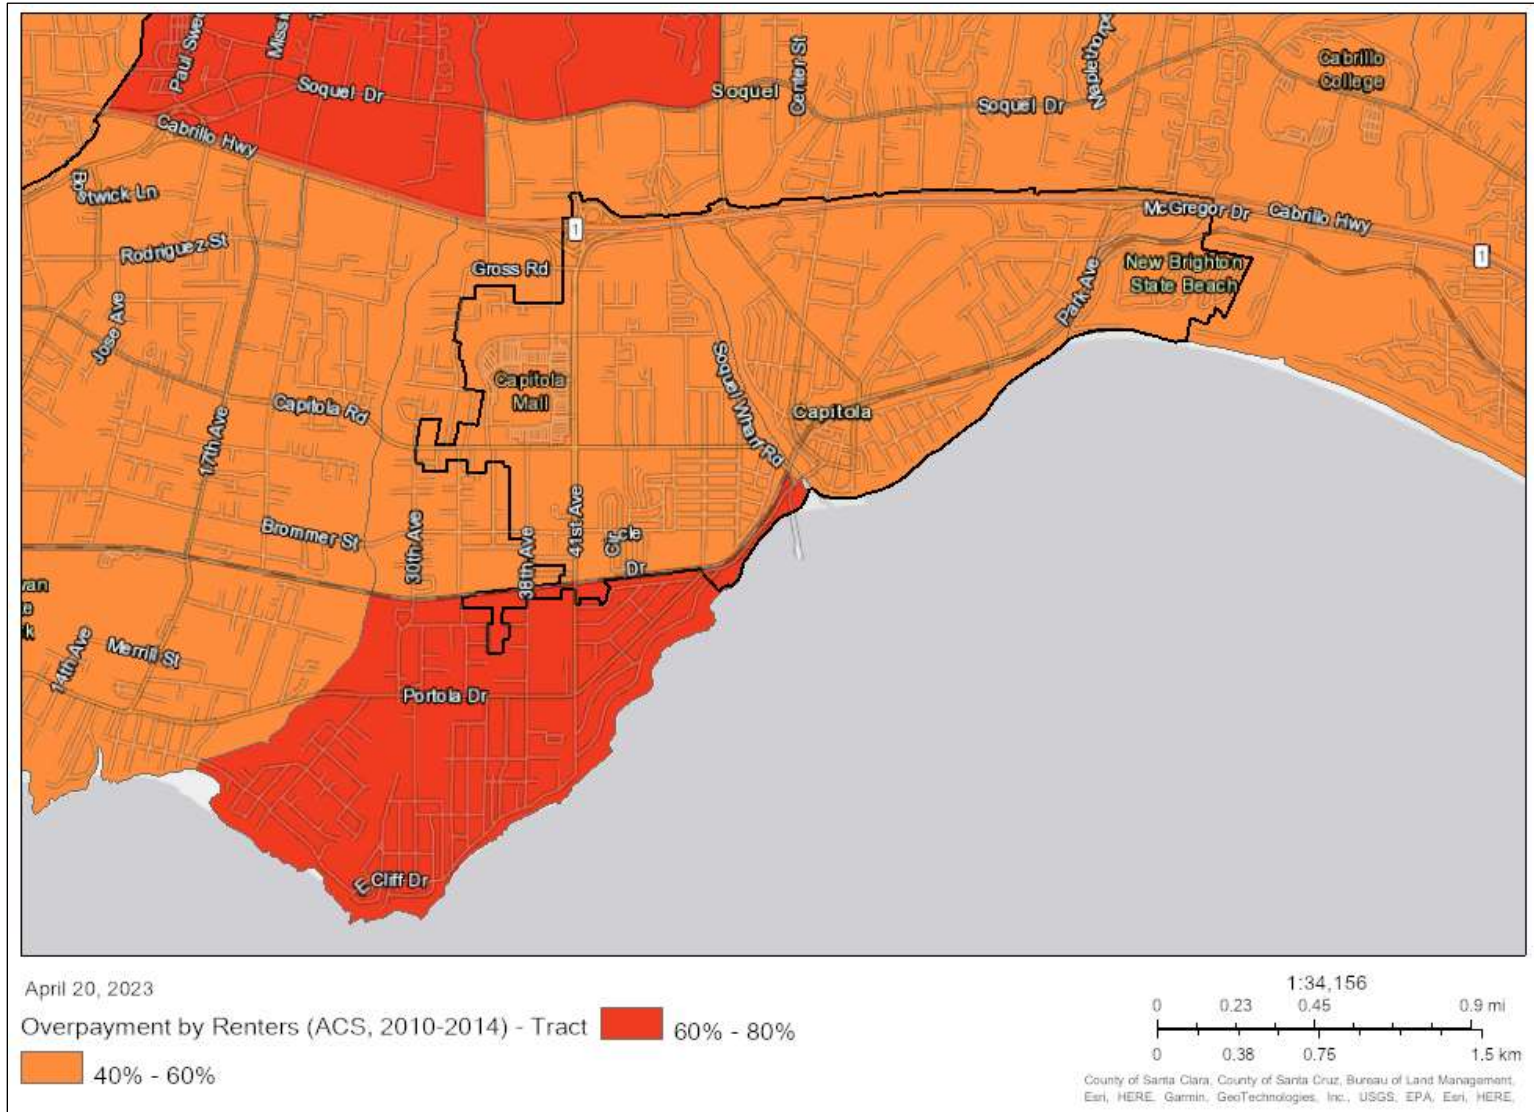 Paul Swe
Soquel Dr
Soquel
Center St
Soquel Dr
Cabrillo
College
Cabrillo Hwy
stwick Ln
Rodriguez St
1
McGregor Dr
Cabrillo Hwy
1
Gross Rd
New Brighton
State Beach
Park Ave
Jose Ave
Capitola
Mall
Soquel Wharf Rd
Capitola
Capitola Rd
17th Ave
Brommer St
30th Ave
38th Ave
41st Ave
Dr
14th Ave
Merrill St
Portola Dr
E Cliff Dr
April 20, 2023
Overpayment by Renters (ACS, 2010-2014) - Tract
60% - 80%
40% - 60%
1:34,156
0 0.23 0.45 0.9 mi
0 0.38 0.75 1.5 km
County of Santa Clara, County of Santa Cruz, Bureau of Land Management,
Esri, HERE, Garmin, GeoTechnologies, Inc., USGS, EPA, Esri, HERE,